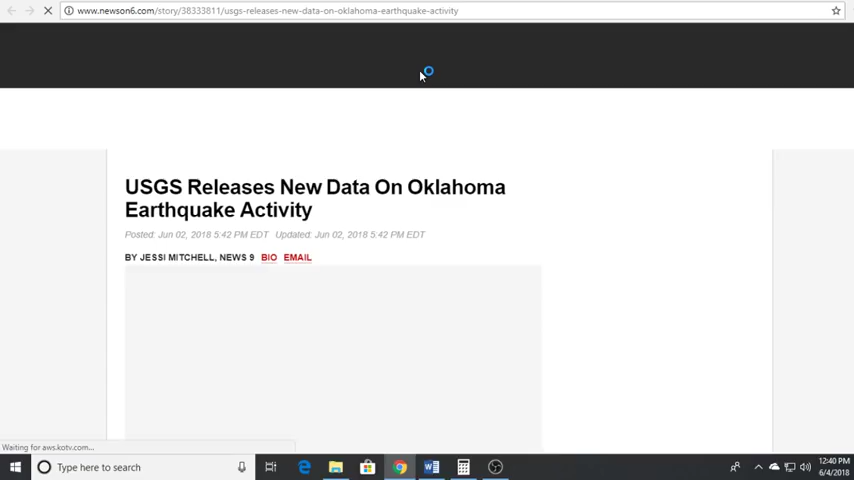 www.newson6.com/story/38333811/usgs-releases-new-data-on-oklahoma-earthquake-activity
USGS Releases New Data On Oklahoma
Earthquake Activity
Posted: Jun 02, 2018 5:42 PM EDT Updated: Jun 02, 2018 5:42 PM EDT
BY JESSI MITCHELL, NEWS 9 BIO EMAIL
Waiting for aws.kotv.com...
Type here to search
12:40 PM
6/4/2018